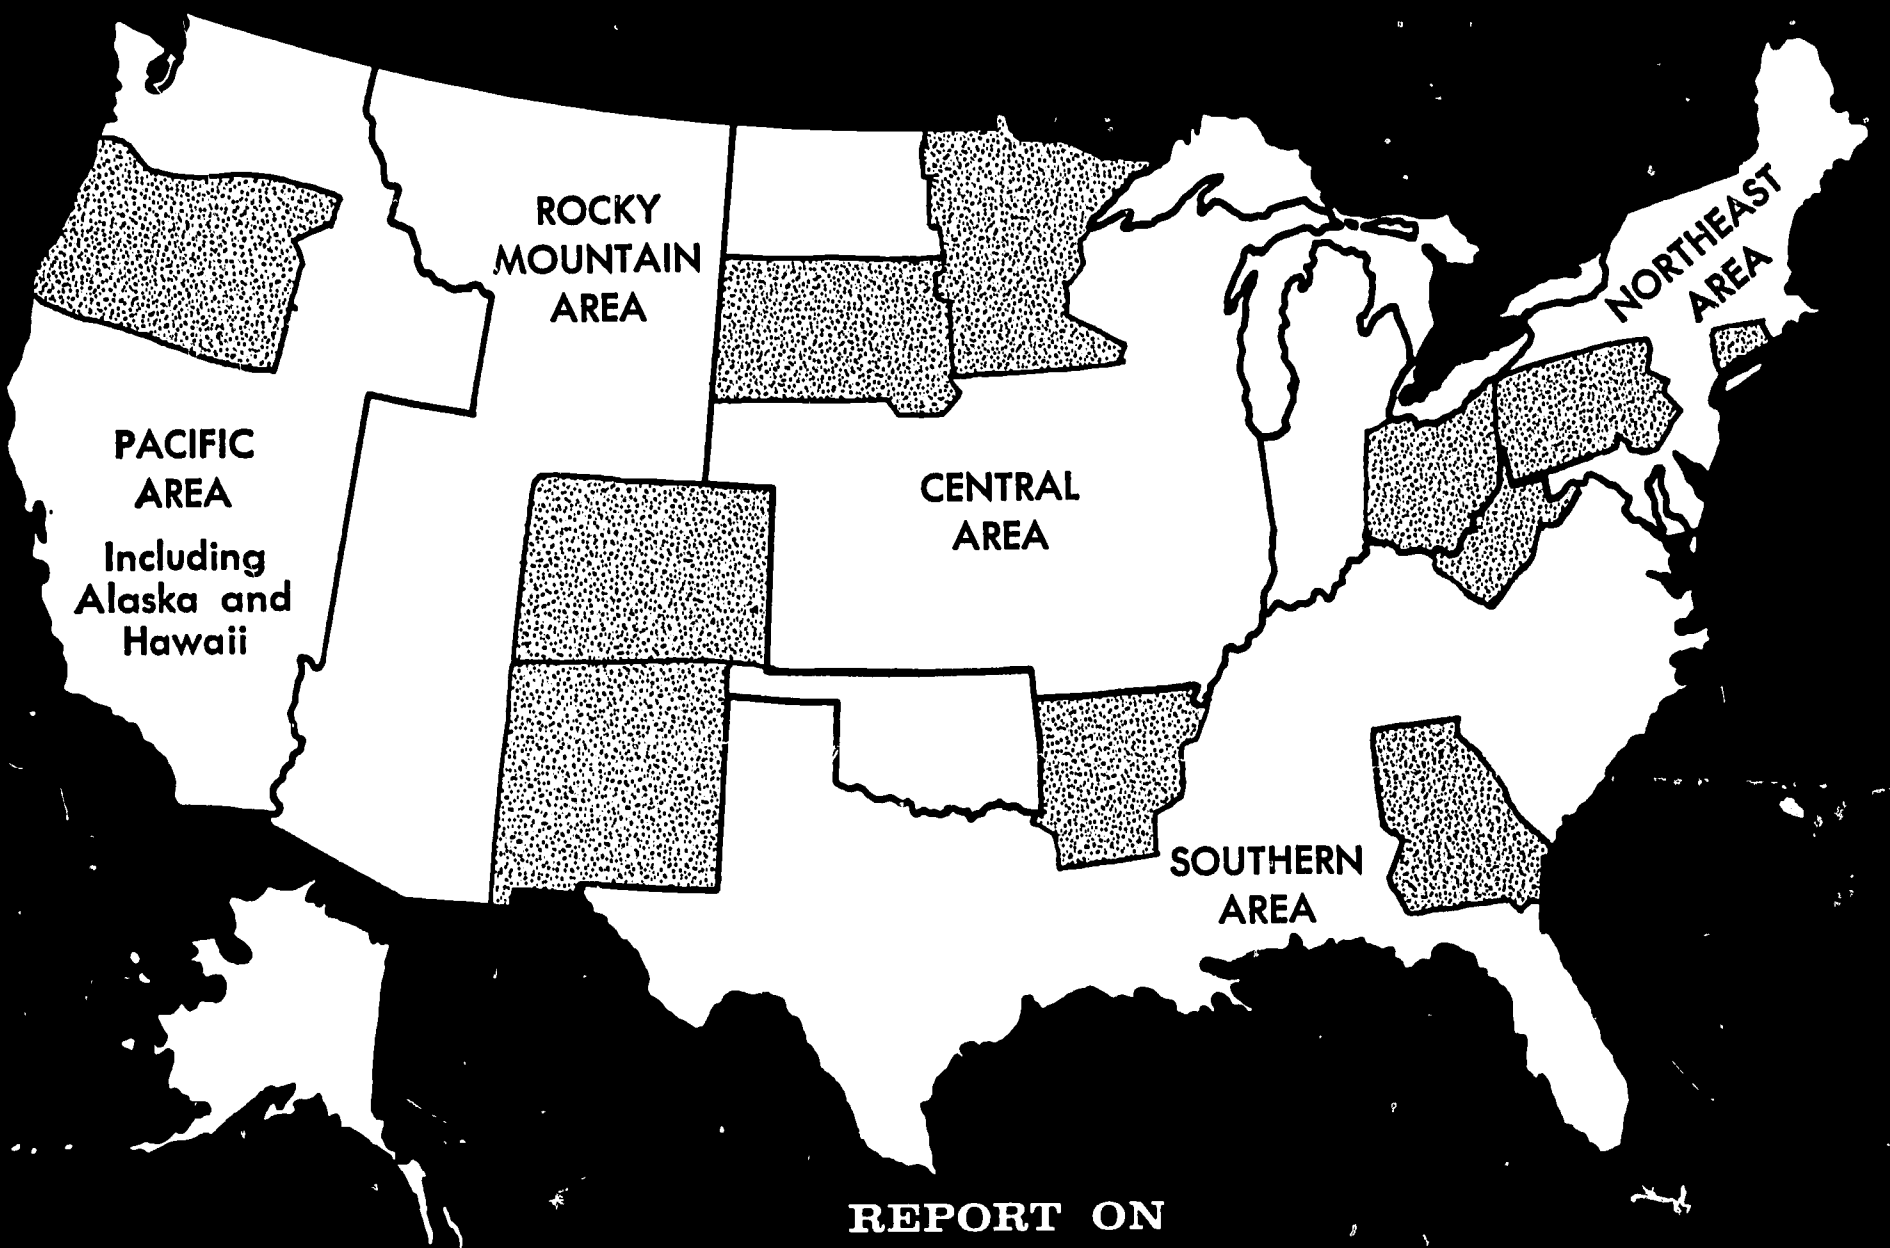 ROCKY
MOUNTAIN
AREA
NORTHEAST
AREA
PACIFIC
AREA
Including
Alaska and
Hawaii
CENTRAL
AREA
SOUTHERN
AREA
REPORT ON